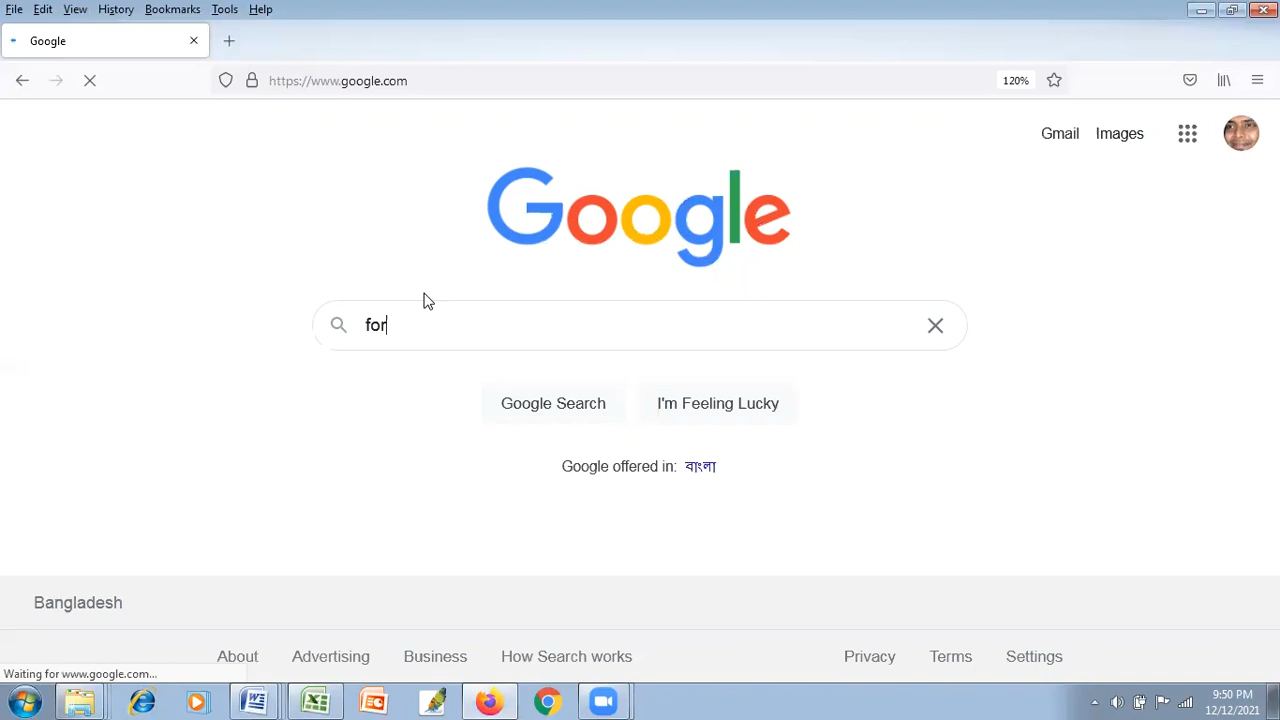 File Edit View History Bookmarks Tools Help
Google
https://www.google.com 120%
Gmail Images
Google
for
Google Search I'm Feeling Lucky
Google offered in: বাংলা
Bangladesh
About Advertising Business How Search works Privacy Terms Settings
Waiting for www.google.com...
9:50 PM
12/12/2021